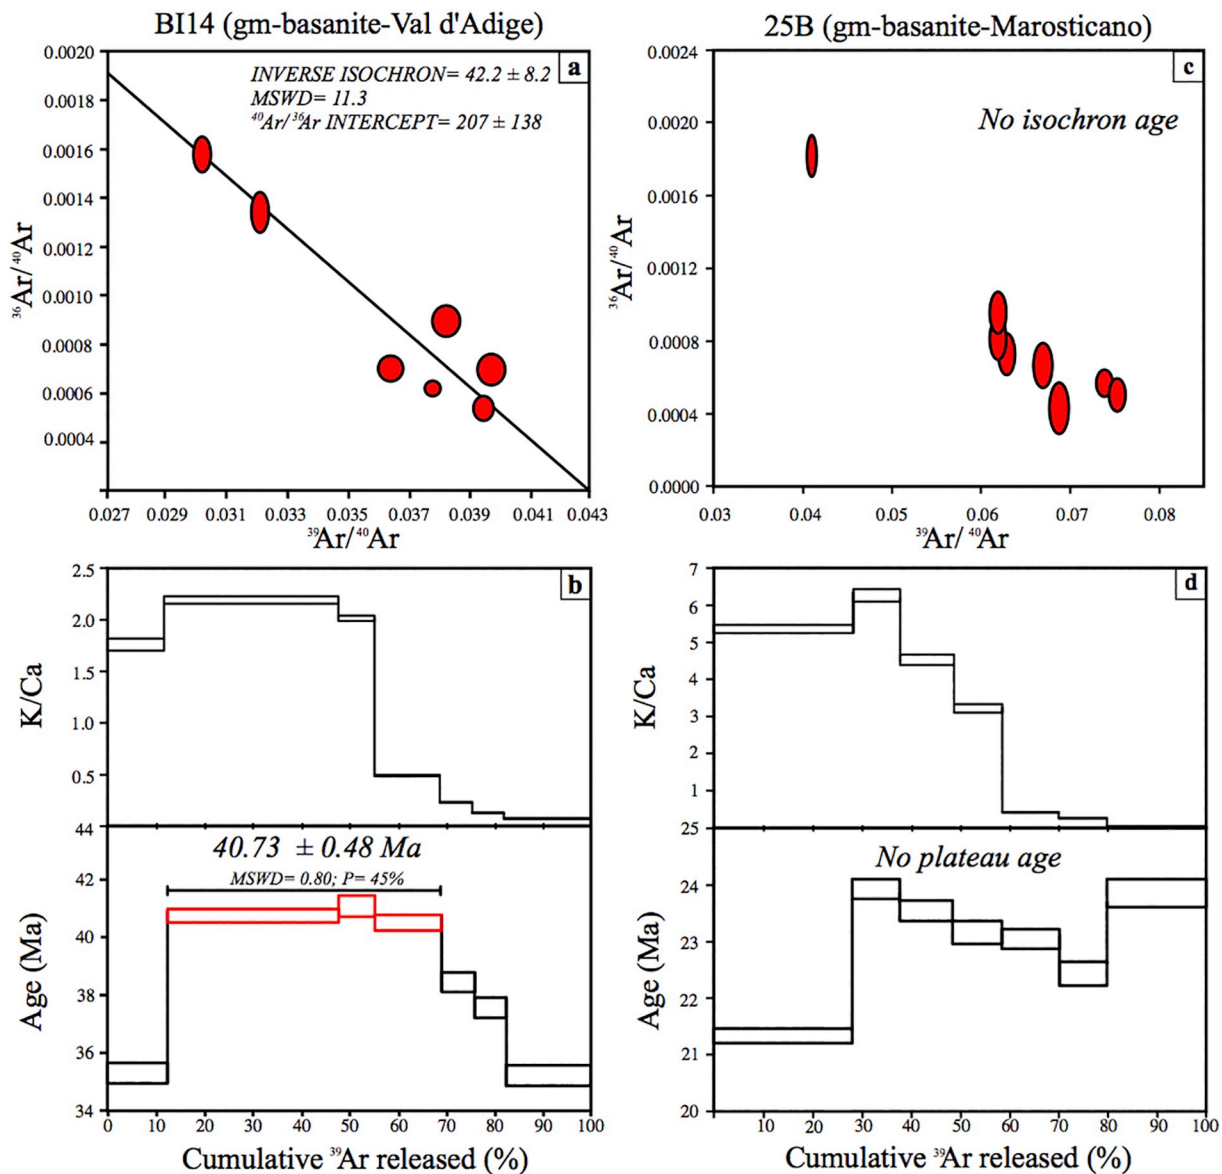 BI14 (gm-basanite-Val d'Adige)
0.0020
0.0018
0.0016
0.0014
0.0012
0.0010
0.0008
0.0006
0.0004
³⁶Ar/⁴⁰Ar
INVERSE ISOCHRON= 42.2 ± 8.2
MSWD= 11.3
⁴⁰Ar/³⁶Ar INTERCEPT= 207 ± 138
a
0.027 0.029 0.031 0.033 0.035 0.037 0.039 0.041 0.043
³⁹Ar/⁴⁰Ar
25B (gm-basanite-Marosticano)
0.0024
0.0020
0.0016
0.0012
0.0008
0.0004
0.0000
³⁶Ar/⁴⁰Ar
c
No isochron age
0.03 0.04 0.05 0.06 0.07 0.08
³⁹Ar/⁴⁰Ar
2.5
2.0
1.5
1.0
0.5
K/Ca
b
44
42
40
38
36
34
Age (Ma)
40.73 ± 0.48 Ma
MSWD= 0.80; P= 45%
0 10 20 30 40 50 60 70 80 90 100
Cumulative ³⁹Ar released (%)
7
6
5
4
3
2
1
K/Ca
d
25
24
23
22
21
20
Age (Ma)
No plateau age
10 20 30 40 50 60 70 80 90 100
Cumulative ³⁹Ar released (%)